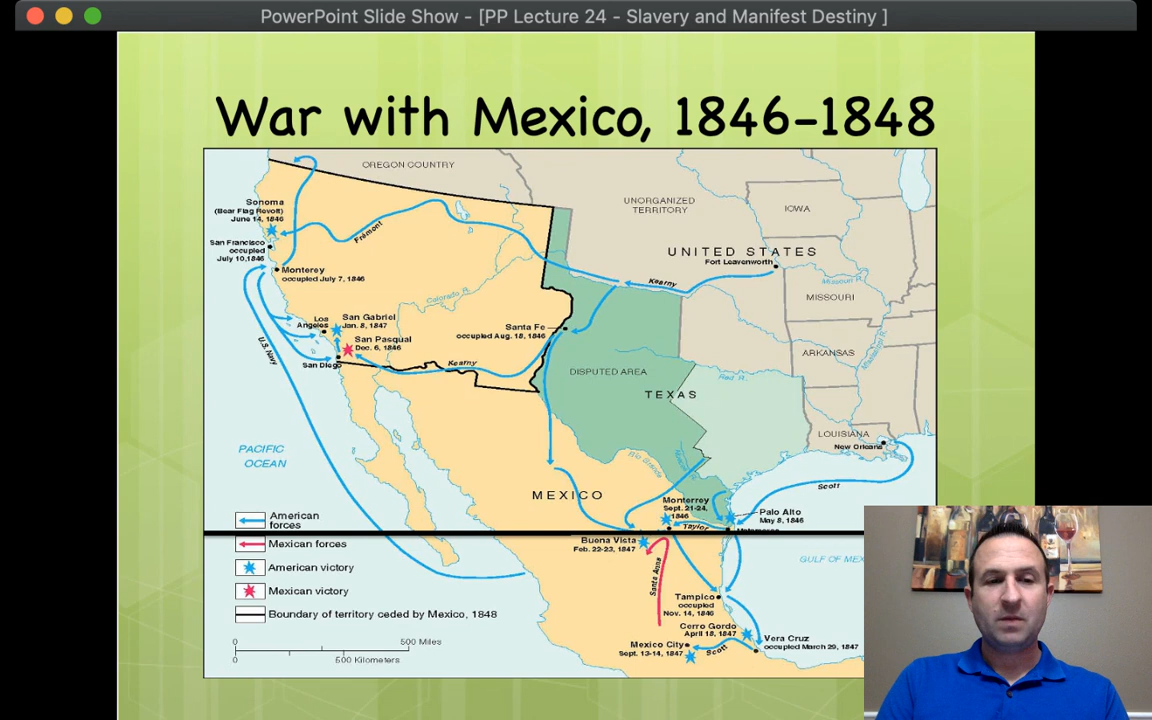 PowerPoint Slide Show - [PP Lecture 24 - Slavery and Manifest Destiny ]
War with Mexico, 1846-1848
OREGON COUNTRY
UNORGANIZED
TERRITORY
IOWA
Sonoma
(Bear Flag Revolt)
June 14, 1846
Frémont
San Francisco
occupied
July 10,1846
UNITED STATES
Fort Leavenworth
Monterey
occupied July 7, 1846
Kearny
Missouri R.
MISSOURI
Colorado R.
Los
Angeles
San Gabriel
Jan. 8, 1847
Santa Fe
occupied Aug. 18, 1846
San Pasqual
Dec. 6, 1846
U.S. Navy
San Diego
Kearny
ARKANSAS
Mississippi R.
DISPUTED AREA
Red R.
TEXAS
LOUISIANA
New Orleans
PACIFIC
OCEAN
Rio Grande
Scott
MEXICO
Monterrey
Sept. 21-24,
1846
Palo Alto
May 8, 1846
Taylor
American
forces
Mexican forces
American victory
Mexican victory
Boundary of territory ceded by Mexico, 1848
0
500 Miles
0
500 Kilometers
Buena Vista
Feb. 22-23, 1847
Santa Anna
GULF OF MEX
Tampico
occupied
Nov. 14, 1846
Cerro Gordo
April 18, 1847
Vera Cruz
occupied March 29, 1847
Mexico City
Sept. 13-14, 1847
Scott